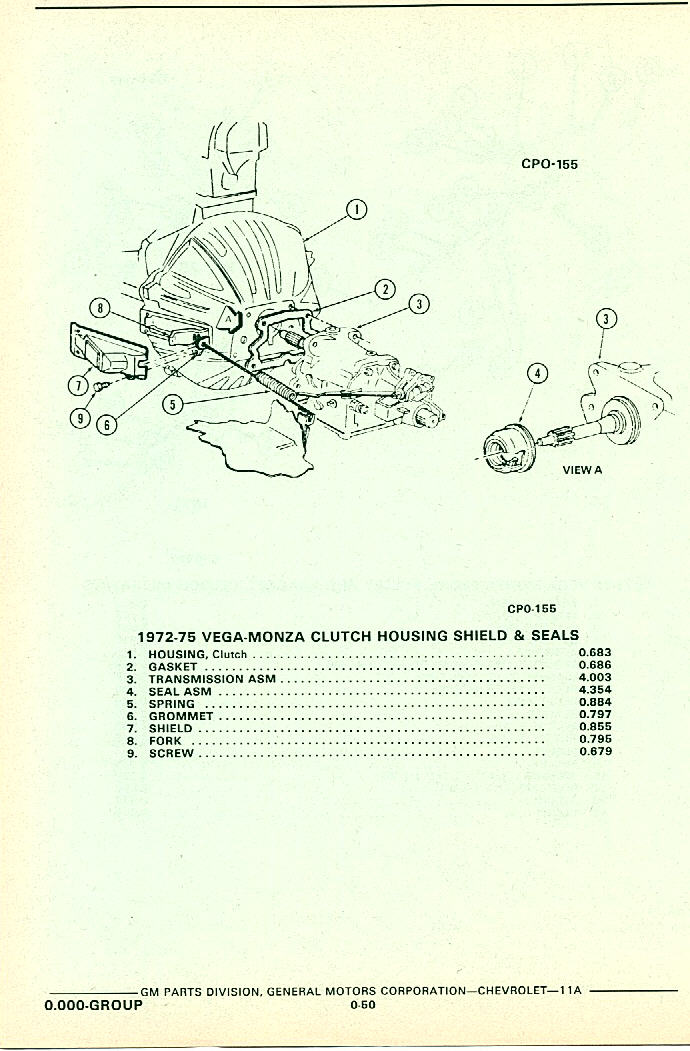 CPO-155
1
2
3
8
A
7
9
6
5
3
4
VIEW A
CPO-155
1972-75 VEGA-MONZA CLUTCH HOUSING SHIELD & SEALS
1. HOUSING, Clutch . . . . . . . . . . . . . . . . . . . . . . . . . . . . . . . . . . . . . . . . 0.683
2. GASKET . . . . . . . . . . . . . . . . . . . . . . . . . . . . . . . . . . . . . . . . . . . . . . 0.686
3. TRANSMISSION ASM . . . . . . . . . . . . . . . . . . . . . . . . . . . . . . . . . . . . 4.003
4. SEAL ASM . . . . . . . . . . . . . . . . . . . . . . . . . . . . . . . . . . . . . . . . . . . . 4.354
5. SPRING . . . . . . . . . . . . . . . . . . . . . . . . . . . . . . . . . . . . . . . . . . . . . . 0.884
6. GROMMET . . . . . . . . . . . . . . . . . . . . . . . . . . . . . . . . . . . . . . . . . . . . 0.797
7. SHIELD . . . . . . . . . . . . . . . . . . . . . . . . . . . . . . . . . . . . . . . . . . . . . . . 0.855
8. FORK . . . . . . . . . . . . . . . . . . . . . . . . . . . . . . . . . . . . . . . . . . . . . . . . 0.795
9. SCREW . . . . . . . . . . . . . . . . . . . . . . . . . . . . . . . . . . . . . . . . . . . . . . . 0.679
GM PARTS DIVISION, GENERAL MOTORS CORPORATION—CHEVROLET—11A
0.000-GROUP 0-50